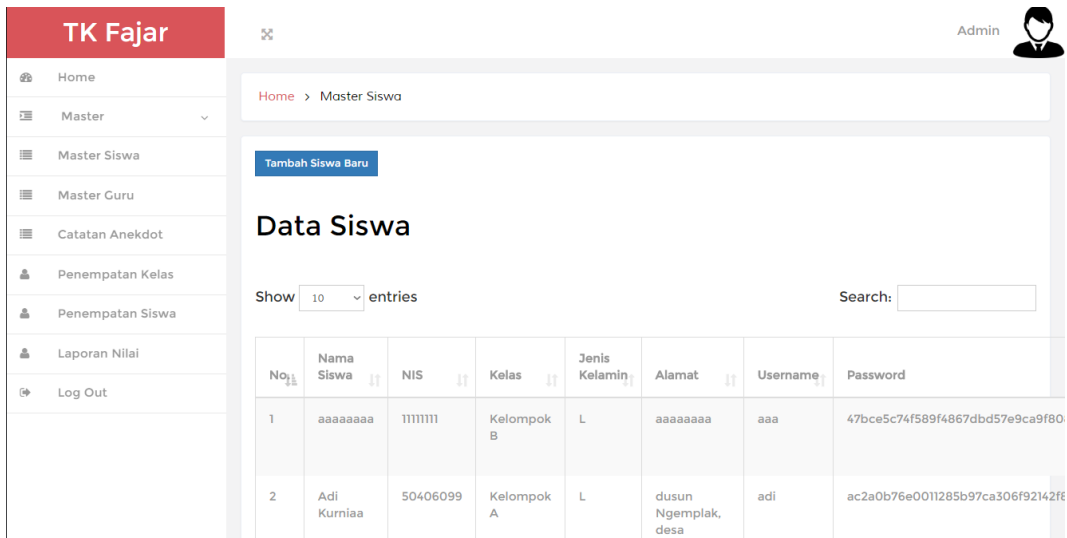 TK Fajar
Admin
Home
Master
Master Siswa
Master Guru
Catatan Anekdot
Penempatan Kelas
Penempatan Siswa
Laporan Nilai
Log Out
Home > Master Siswa
Tambah Siswa Baru
Data Siswa
Show 10 entries
Search:
No.
Nama
Siswa
NIS
Kelas
Jenis
Kelamin
Alamat
Username
Password
1
aaaaaaaa
11111111
Kelompok
B
L
aaaaaaaa
aaa
47bce5c74f589f4867dbd57e9ca9f80
2
Adi
Kurniaa
50406099
Kelompok
A
L
dusun
Ngemplak,
desa
adi
ac2a0b76e0011285b97ca306f92142f8